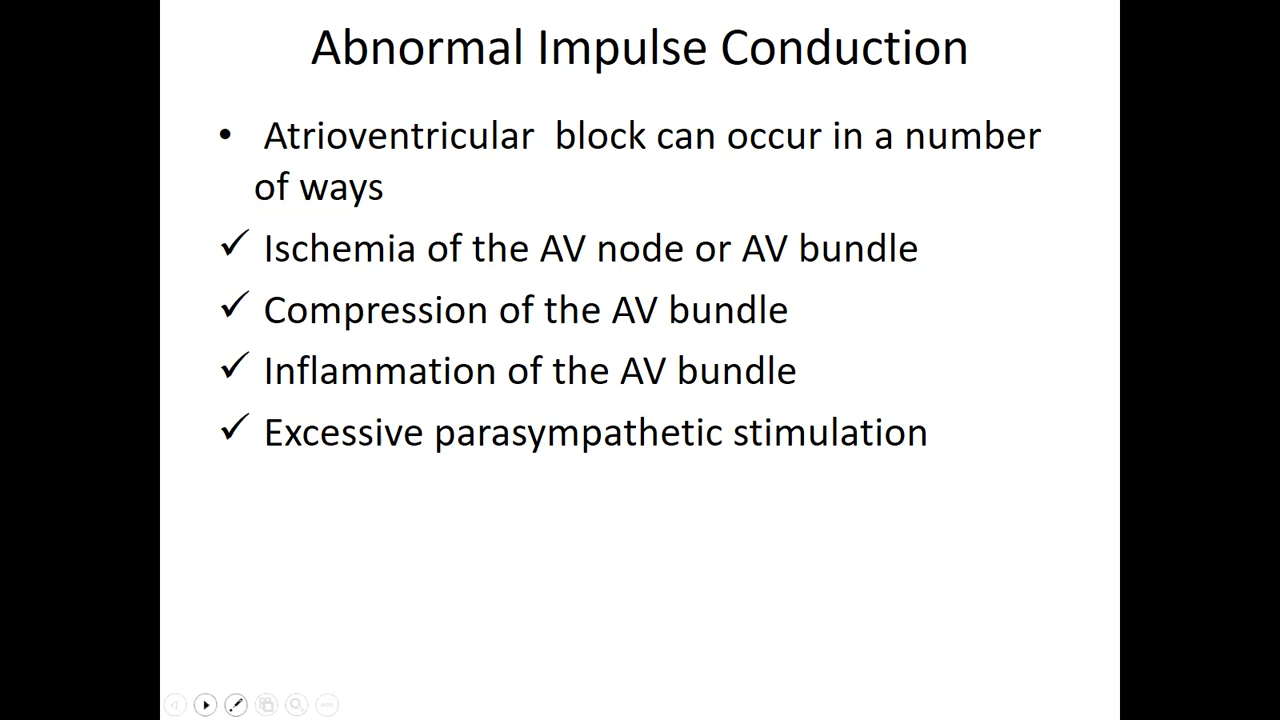 Abnormal Impulse Conduction
• Atrioventricular block can occur in a number
of ways
✓ Ischemia of the AV node or AV bundle
✓ Compression of the AV bundle
✓ Inflammation of the AV bundle
✓ Excessive parasympathetic stimulation